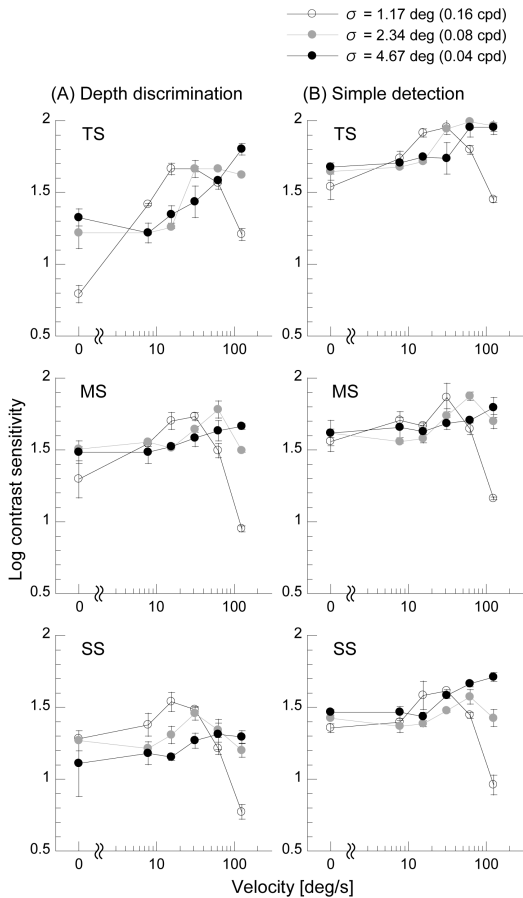 σ = 1.17 deg (0.16 cpd)
σ = 2.34 deg (0.08 cpd)
σ = 4.67 deg (0.04 cpd)
(A) Depth discrimination
(B) Simple detection
TS
TS
2
1.5
1
0.5
0 10 100
0 10 100
MS
MS
2
1.5
1
0.5
2
1.5
1
0.5
0 10 100
0 10 100
Log contrast sensitivity
SS
SS
2
1.5
1
0.5
2
1.5
1
0.5
0 10 100
0 10 100
2
1.5
1
0.5
Velocity [deg/s]